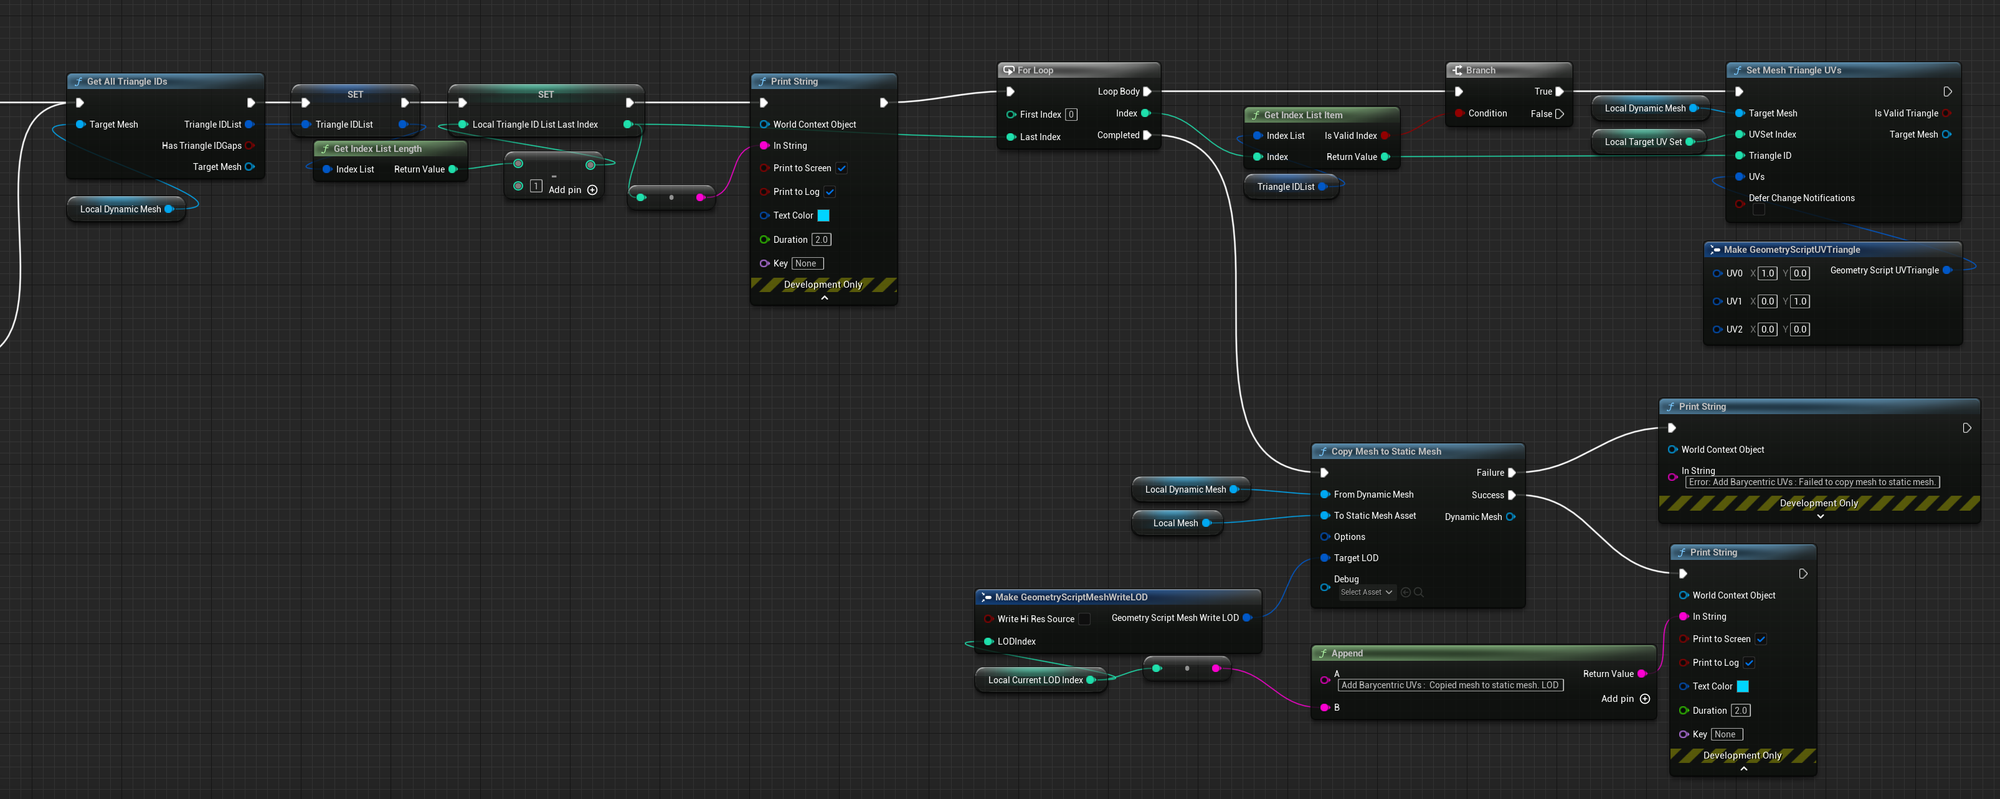 Get All Triangle IDs
Target Mesh
Triangle IDList
Has Triangle IDGaps
Target Mesh
Local Dynamic Mesh
SET
Triangle IDList
Get Index List Length
Index List
Return Value
SET
Local Triangle ID List Last Index
-
1
Add pin
Print String
World Context Object
In String
Print to Screen
Print to Log
Text Color
Duration 2.0
Key None
Development Only
For Loop
Loop Body
First Index 0
Index
Last Index
Completed
Get Index List Item
Index List
Is Valid Index
Index
Return Value
Triangle IDList
Branch
True
Condition
False
Local Dynamic Mesh
Local Target UV Set
Set Mesh Triangle UVs
Target Mesh
Is Valid Triangle
UVSet Index
Target Mesh
Triangle ID
UVs
Defer Change Notifications
Make GeometryScriptUVTriangle
UV0 X 1.0 Y 0.0
Geometry Script UVTriangle
UV1 X 0.0 Y 1.0
UV2 X 0.0 Y 0.0
Copy Mesh to Static Mesh
Failure
Success
From Dynamic Mesh
To Static Mesh Asset
Dynamic Mesh
Options
Target LOD
Debug
Select Asset
Local Dynamic Mesh
Local Mesh
Print String
World Context Object
In String
Error: Add Barycentric UVs : Failed to copy mesh to static mesh.
Development Only
Make GeometryScriptMeshWriteLOD
Write Hi Res Source
Geometry Script Mesh Write LOD
LODIndex
Local Current LOD Index
Append
A
Add Barycentric UVs : Copied mesh to static mesh. LOD
Return Value
Add pin
B
Print String
World Context Object
In String
Print to Screen
Print to Log
Text Color
Duration 2.0
Key None
Development Only